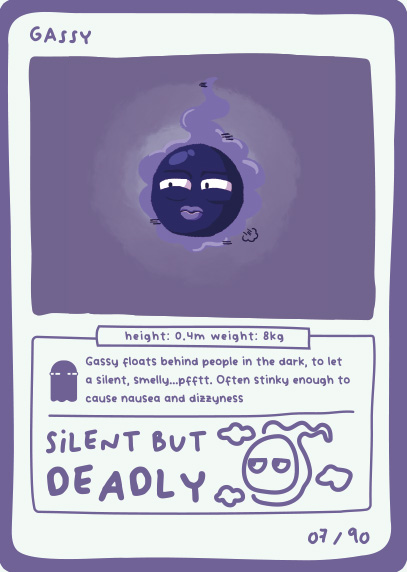 GASSY
height: 0.4m weight: 8kg
Gassy floats behind people in the dark, to let
a silent, smelly...pfftt. Often stinky enough to
cause nausea and dizzyness
SiLENT BUT
DEADLY
07 / 90